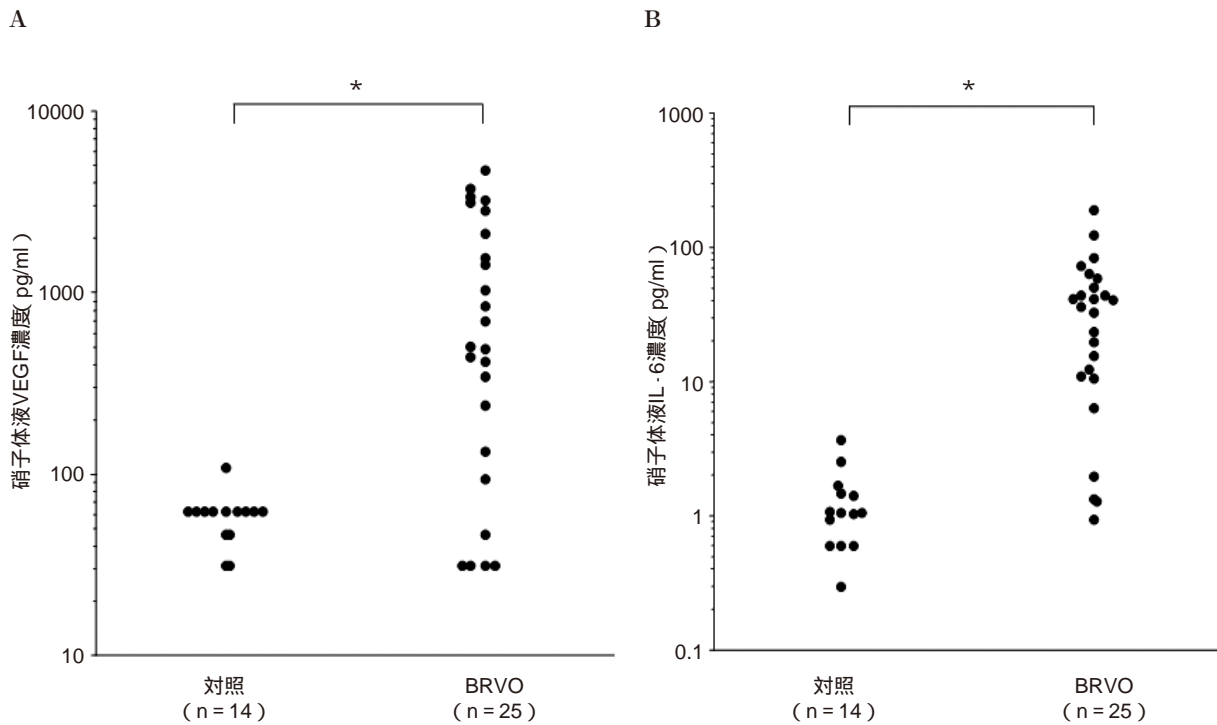 A
*
10000
1000
100
10
硝子体液VEGF濃度( pg/ml )
対照
( n = 14 )
BRVO
( n = 25 )
B
*
1000
100
10
1
0.1
硝子体液IL-6濃度( pg/ml )
対照
( n = 14 )
BRVO
( n = 25 )